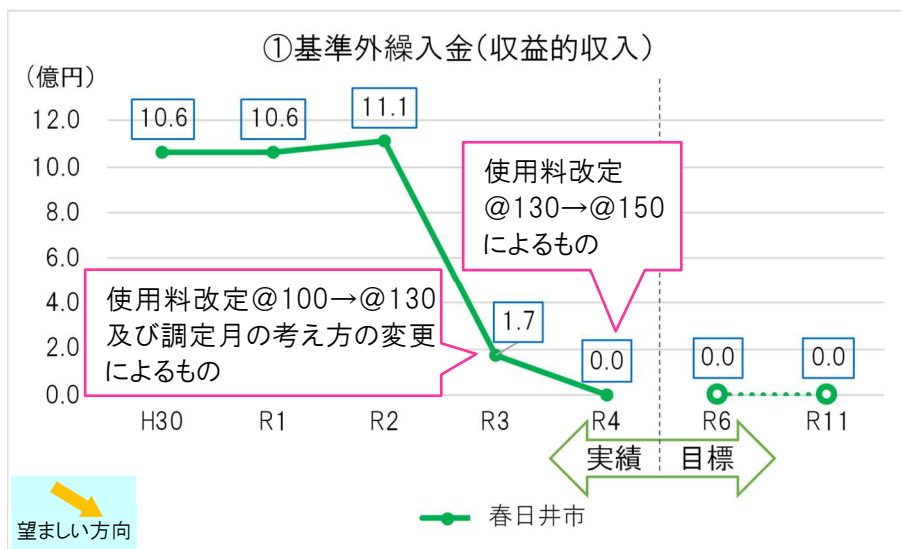 ①基準外繰入金(収益的収入)
(億円)
12.0
10.0
8.0
6.0
4.0
2.0
0.0
10.6
10.6
11.1
1.7
0.0
0.0
0.0
使用料改定
@130→@150
によるもの
使用料改定@100→@130
及び調定月の考え方の変更
によるもの
H30 R1 R2 R3 R4 R6 R11
実績 目標
望ましい方向
春日井市